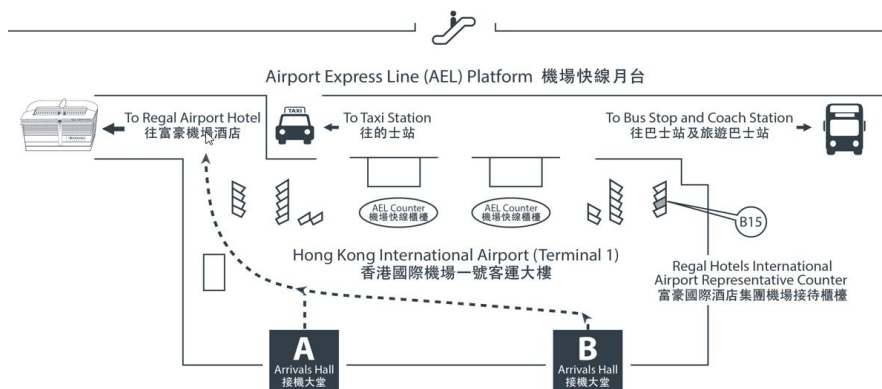 Airport Express Line (AEL) Platform 機場快線月台
To Regal Airport Hotel
往富豪機場酒店
TAXI
To Taxi Station
往的士站
To Bus Stop and Coach Station
往巴士站及旅遊巴士站
AEL Counter
機場快線櫃檯
AEL Counter
機場快線櫃檯
B15
Hong Kong International Airport (Terminal 1)
香港國際機場一號客運大樓
Regal Hotels International
Airport Representative Counter
富豪國際酒店集團機場接待櫃檯
A
Arrivals Hall
接機大堂
B
Arrivals Hall
接機大堂